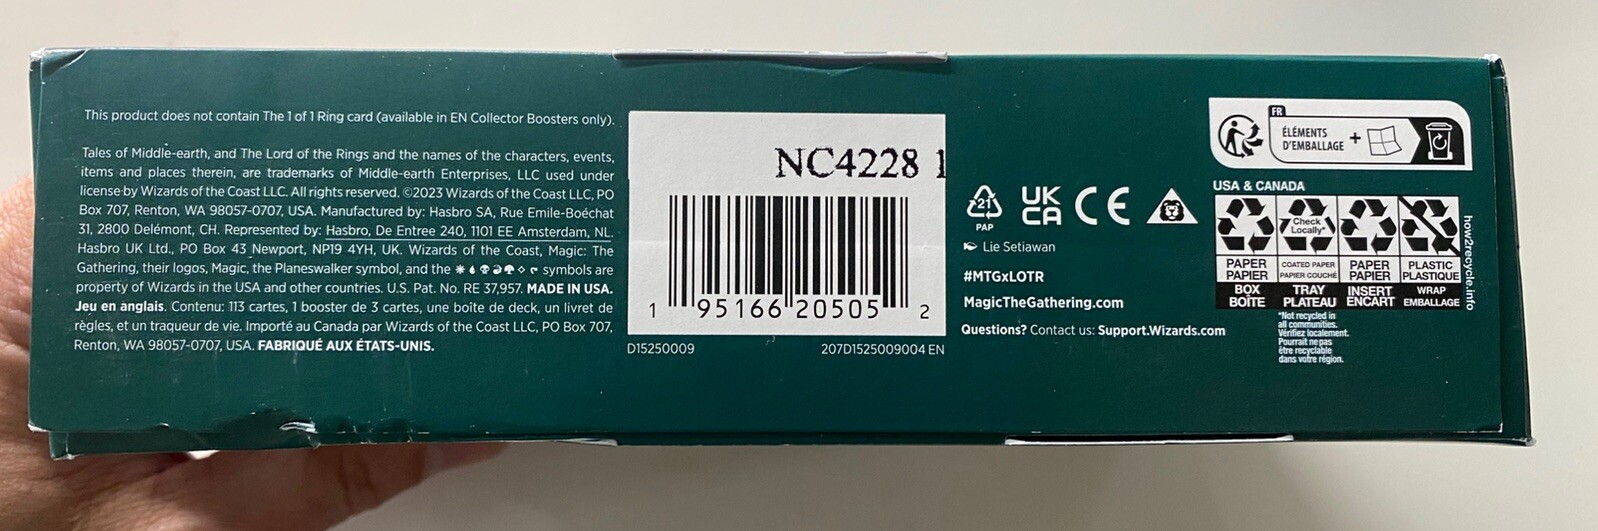 This product does not contain The 1 of 1 Ring card (available in EN Collector Boosters only).
Tales of Middle-earth, and The Lord of the Rings and the names of the characters, events,
items and places therein, are trademarks of Middle-earth Enterprises, LLC used under
license by Wizards of the Coast LLC. All rights reserved. ©2023 Wizards of the Coast LLC, PO
Box 707, Renton, WA 98057-0707, USA. Manufactured by: Hasbro SA, Rue Emile-Boéchat
31, 2800 Delémont, CH. Represented by: Hasbro, De Entree 240, 1101 EE Amsterdam, NL.
Hasbro UK Ltd., PO Box 43 Newport, NP19 4YH, UK. Wizards of the Coast, Magic: The
Gathering, their logos, Magic, the Planeswalker symbol, and the symbols are
property of Wizards in the USA and other countries. U.S. Pat. No. RE 37,957. MADE IN USA.
Jeu en anglais. Contenu: 113 cartes, 1 booster de 3 cartes, une boîte de deck, un livret de
règles, et un traqueur de vie. Importé au Canada par Wizards of the Coast LLC, PO Box 707,
Renton, WA 98057-0707, USA. FABRIQUÉ AUX ÉTATS-UNIS.
NC4228 1
1 95166 20505 2
D15250009 207D1525009004 EN
21
PAP
UK
CA
CE
Lie Setiawan
#MTGxLOTR
MagicTheGathering.com
Questions? Contact us: Support.Wizards.com
FR
ÉLÉMENTS
D'EMBALLAGE +
USA & CANADA
Check
Locally*
PAPER
PAPIER
BOX
BOÎTE
COATED PAPER
PAPIER COUCHÉ
TRAY
PLATEAU
PAPER
PAPIER
INSERT
ENCART
PLASTIC
PLASTIQUE
WRAP
EMBALLAGE
how2recycle.info
*Not recycled in
all communities.
Vérifiez localement.
Pourrait ne pas
être recyclable
dans votre région.